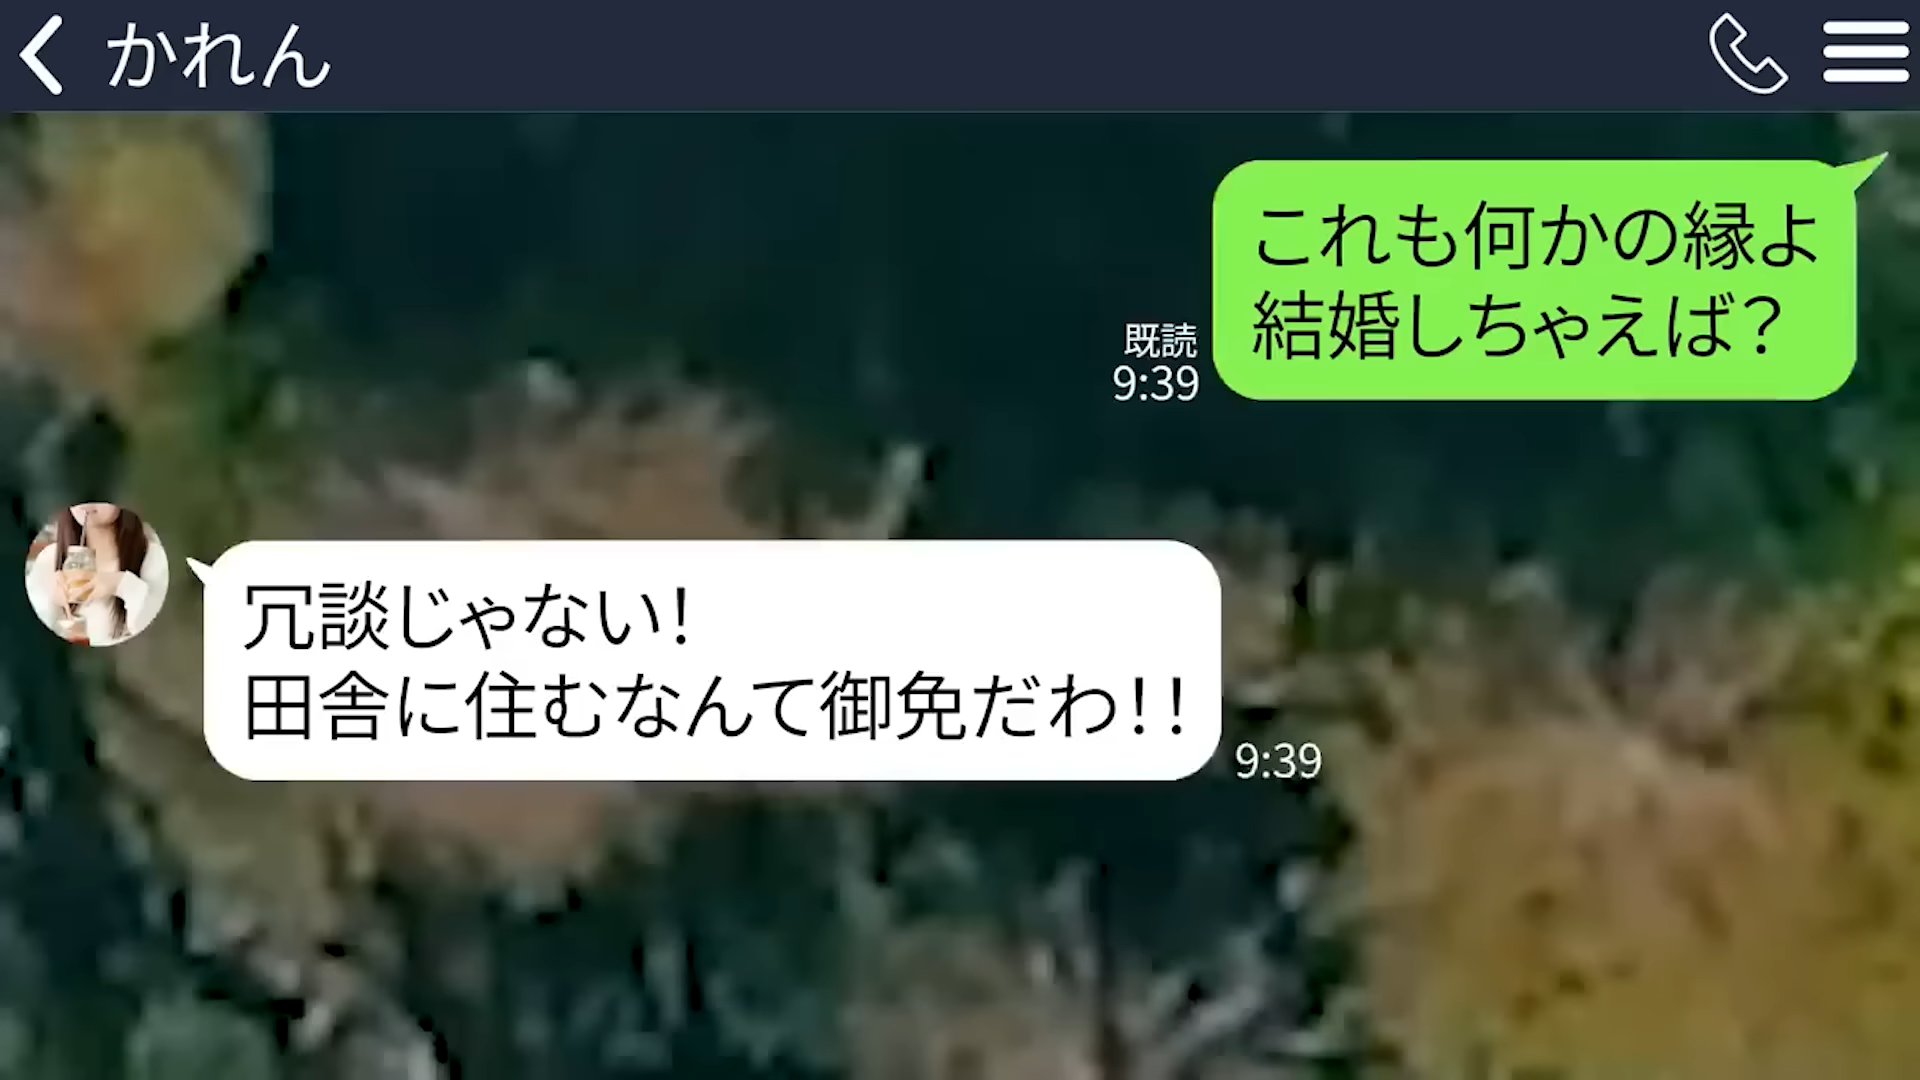 かれん
これも何かの縁よ
結婚しちゃえば？
既読
9:39
冗談じゃない！
田舎に住むなんて御免だわ！！
9:39